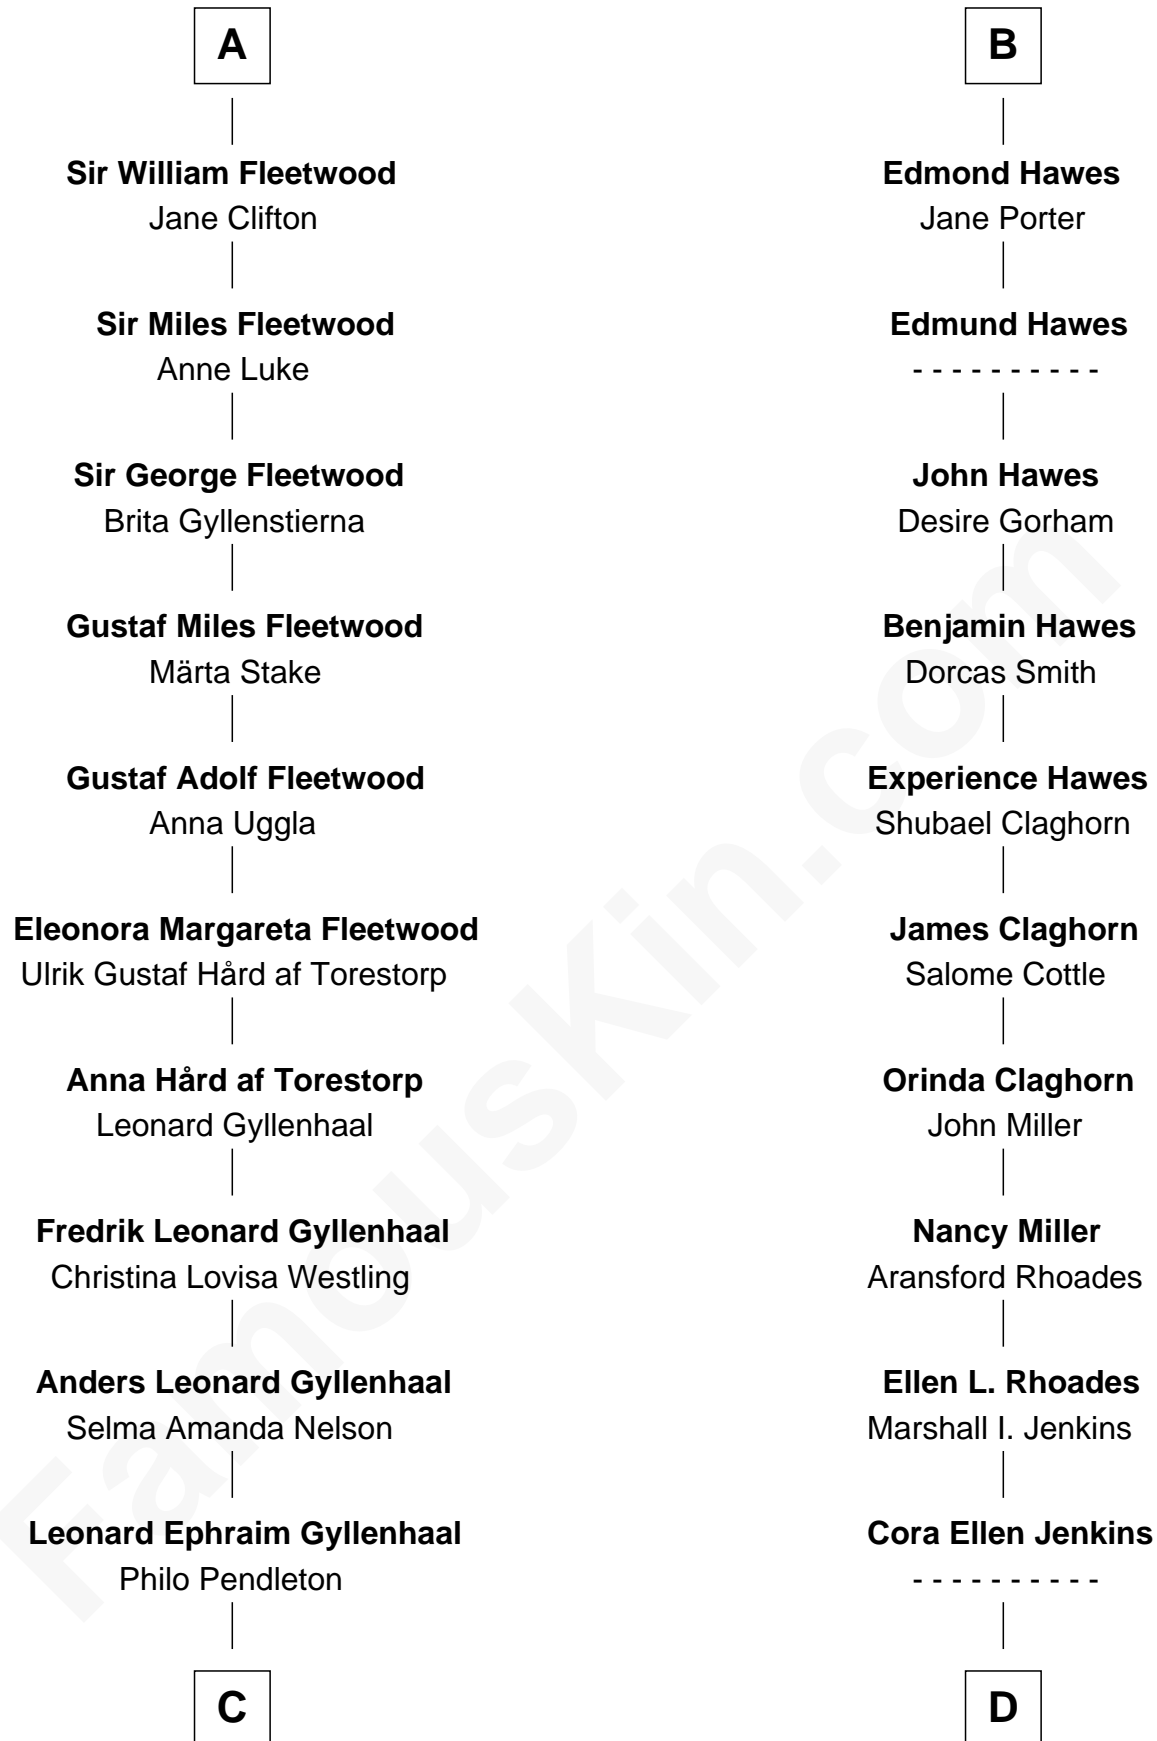 A
Sir William Fleetwood
Jane Clifton
Sir Miles Fleetwood
Anne Luke
Sir George Fleetwood
Brita Gyllenstierna
Gustaf Miles Fleetwood
Märta Stake
Gustaf Adolf Fleetwood
Anna Uggla
Eleonora Margareta Fleetwood
Ulrik Gustaf Hård af Torestorp
Anna Hård af Torestorp
Leonard Gyllenhaal
Fredrik Leonard Gyllenhaal
Christina Lovisa Westling
Anders Leonard Gyllenhaal
Selma Amanda Nelson
Leonard Ephraim Gyllenhaal
Philo Pendleton
C
B
Edmond Hawes
Jane Porter
Edmund Hawes
- - - - - - - - - -
John Hawes
Desire Gorham
Benjamin Hawes
Dorcas Smith
Experience Hawes
Shubael Claghorn
James Claghorn
Salome Cottle
Orinda Claghorn
John Miller
Nancy Miller
Aransford Rhoades
Ellen L. Rhoades
Marshall I. Jenkins
Cora Ellen Jenkins
- - - - - - - - - -
D
FamousKin.com